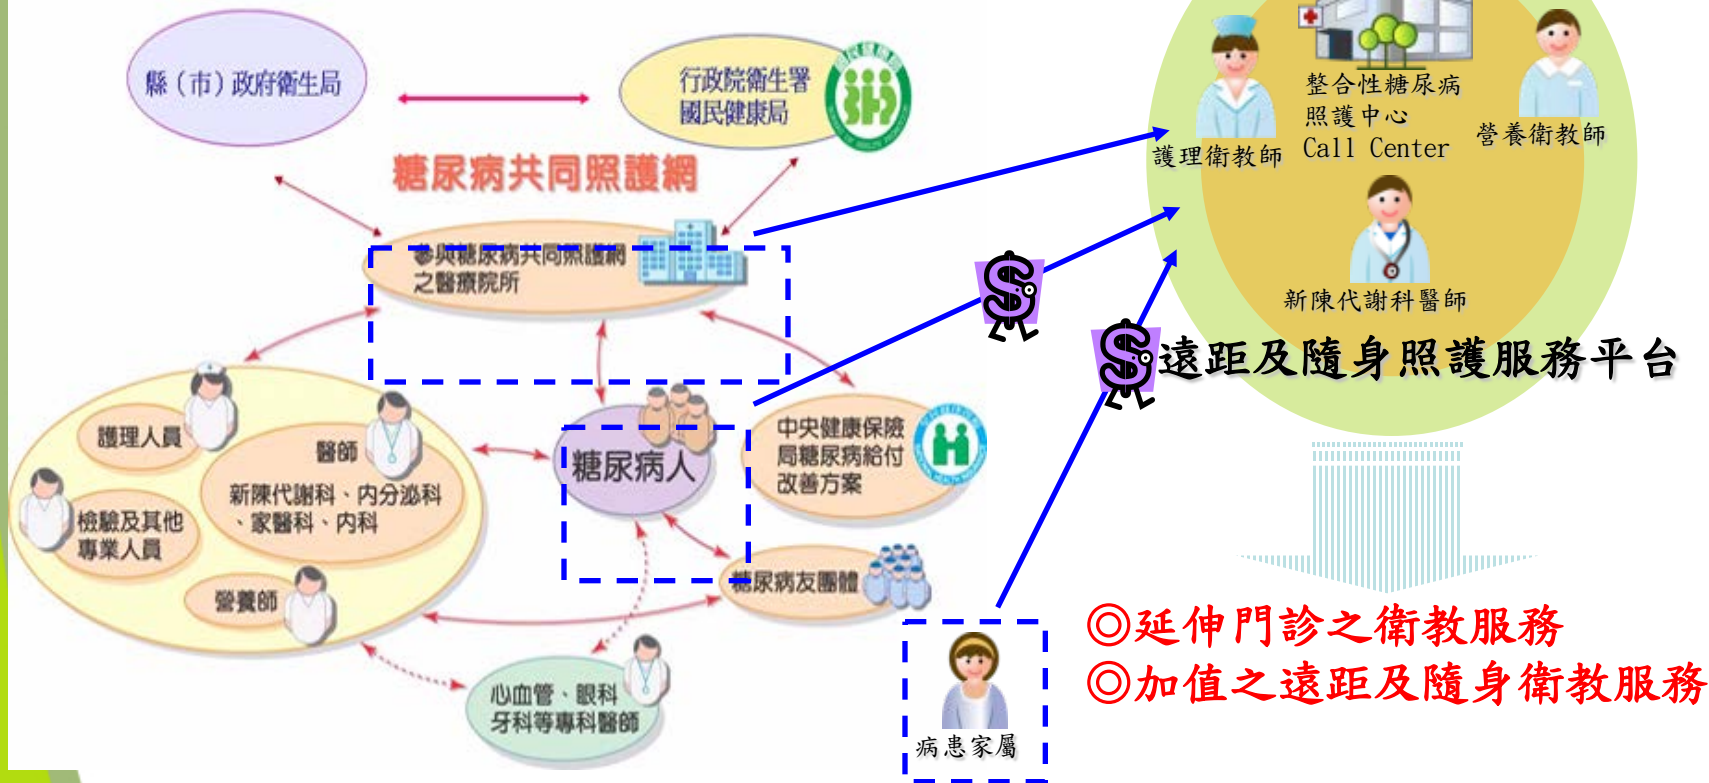 縣(市)政府衛生局
行政院衛生署
國民健康局
糖尿病共同照護網
參與糖尿病共同照護網
之醫療院所
護理人員
醫師
新陳代謝科、內分泌科
、家醫科、內科
檢驗及其他
專業人員
營養師
糖尿病人
中央健康保險
局糖尿病給付
改善方案
糖尿病友團體
心血管、眼科
牙科等專科醫師
病患家屬
整合性糖尿病
照護中心
Call Center
護理衛教師
營養衛教師
新陳代謝科醫師
遠距及隨身照護服務平台
◎延伸門診之衛教服務
◎加值之遠距及隨身衛教服務